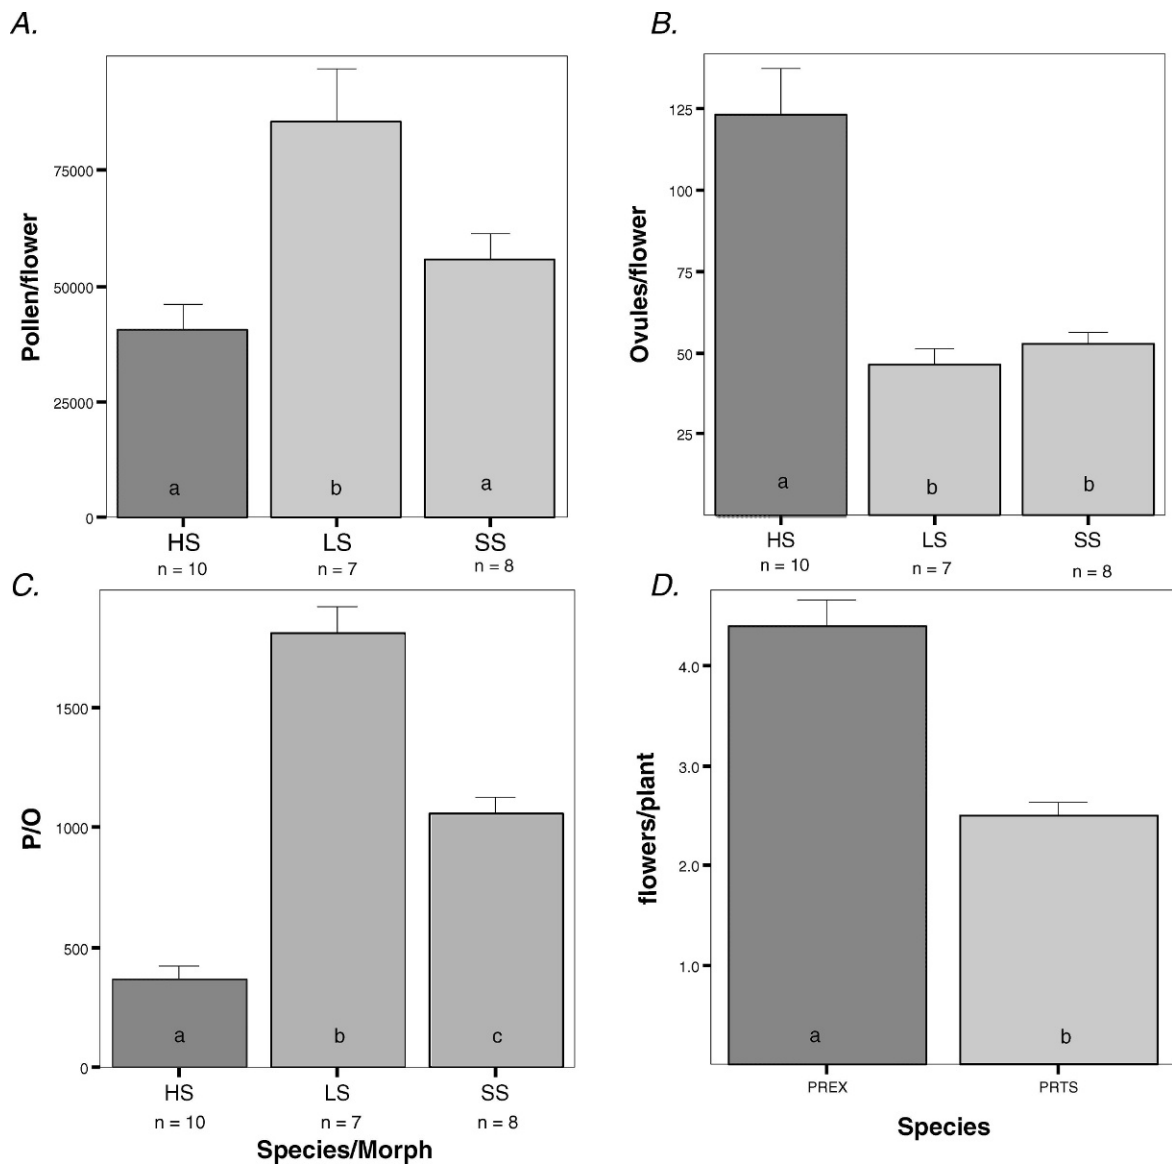 A.
Pollen/flower
75000
50000
25000
0
a
b
a
HS
LS
SS
n = 10
n = 7
n = 8
B.
Ovules/flower
125
100
75
50
25
a
b
b
HS
LS
SS
n = 10
n = 7
n = 8
C.
P/O
1500
1000
500
0
a
b
c
HS
LS
SS
n = 10
n = 7
n = 8
Species/Morph
D.
flowers/plant
4.0
3.0
2.0
1.0
a
b
PREX
PRTS
Species